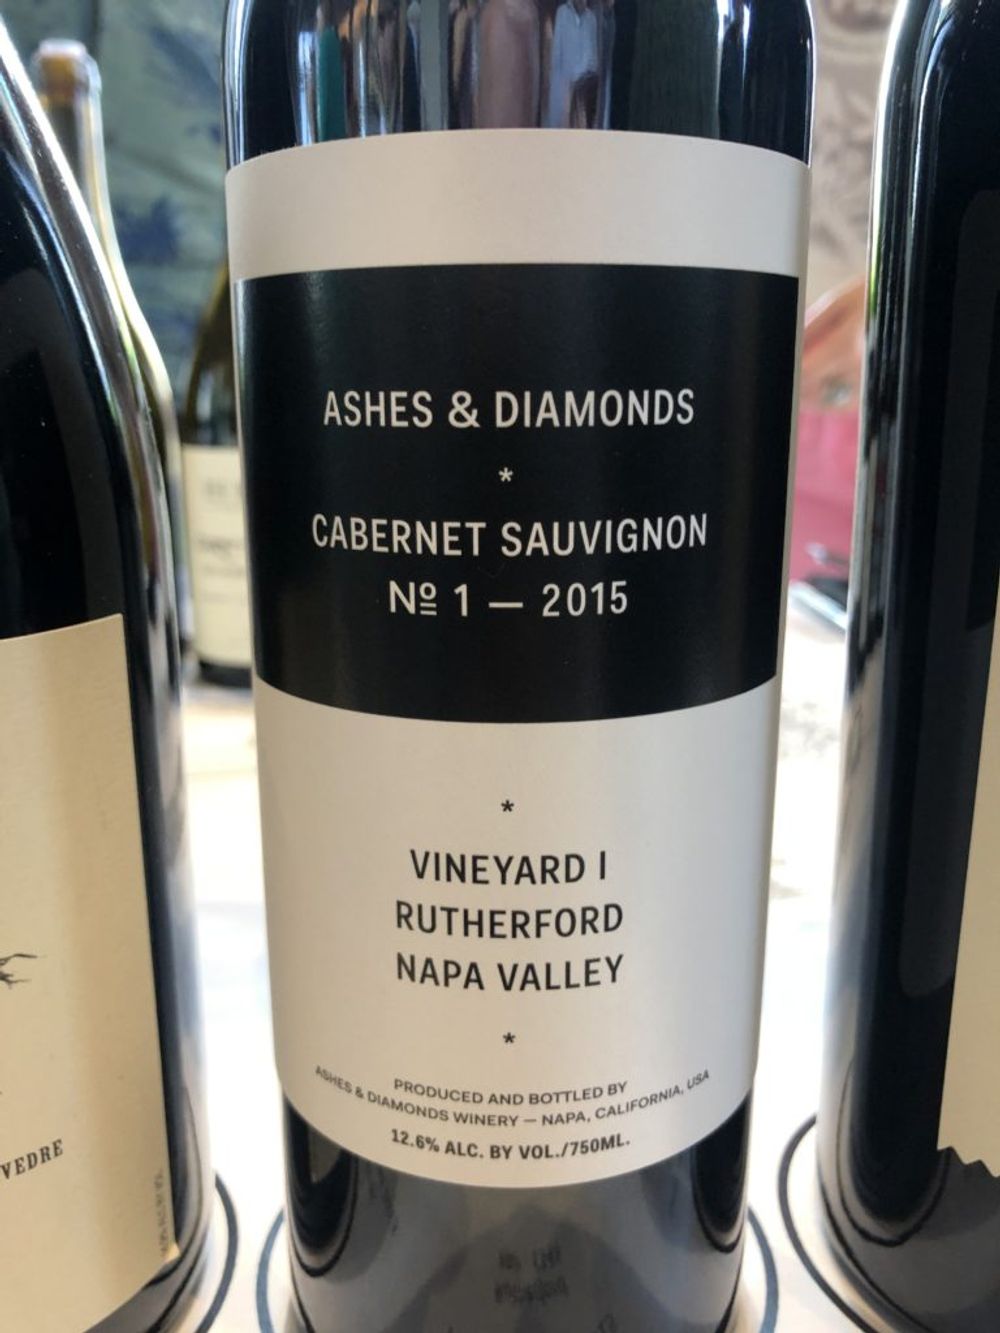 ASHES & DIAMONDS
*
CABERNET SAUVIGNON
Nº 1 — 2015
*
VINEYARD I
RUTHERFORD
NAPA VALLEY
*
PRODUCED AND BOTTLED BY
ASHES & DIAMONDS WINERY — NAPA, CALIFORNIA, USA
12.6% ALC. BY VOL./750ML.
VEDRE